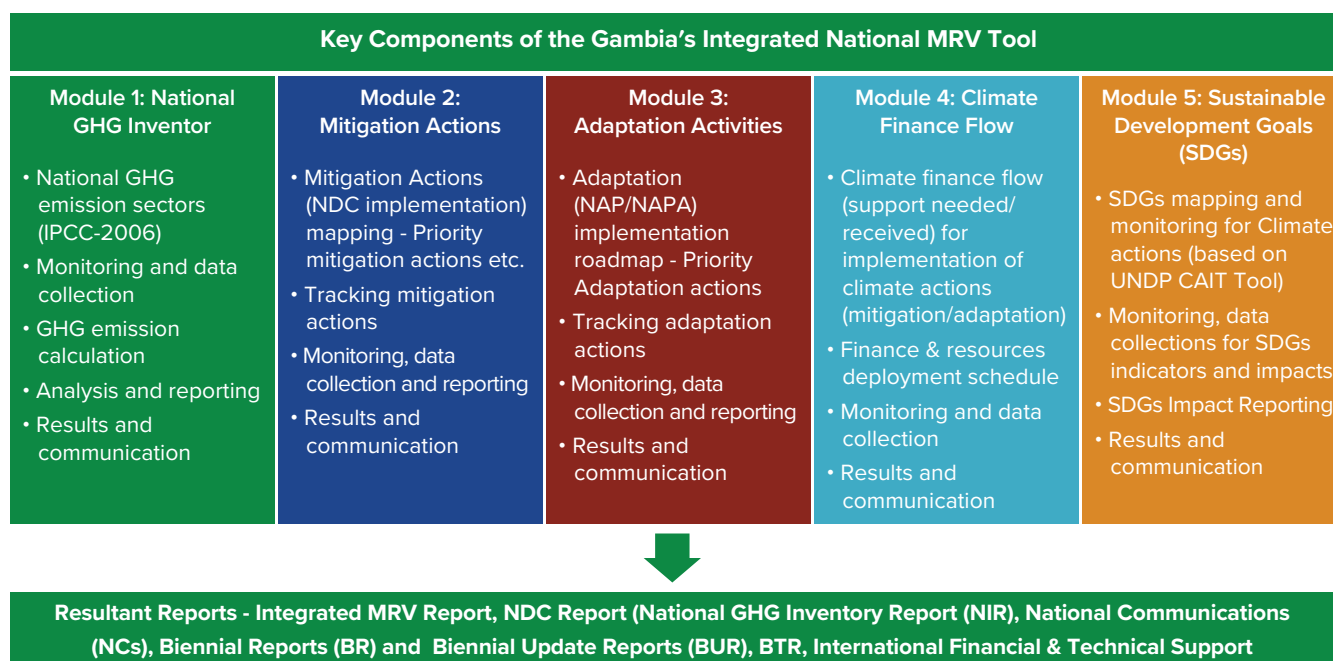 Key Components of the Gambia's Integrated National MRV Tool
Module 1: National
GHG Inventor
• National GHG
emission sectors
(IPCC-2006)
• Monitoring and data
collection
• GHG emission
calculation
• Analysis and reporting
• Results and
communication
Module 2:
Mitigation Actions
• Mitigation Actions
(NDC implementation)
mapping - Priority
mitigation actions etc.
• Tracking mitigation
actions
• Monitoring, data
collection and reporting
• Results and
communication
Module 3:
Adaptation Activities
• Adaptation
(NAP/NAPA)
implementation
roadmap - Priority
Adaptation actions
• Tracking adaptation
actions
• Monitoring, data
collection and reporting
• Results and
communication
Module 4: Climate
Finance Flow
• Climate finance flow
(support needed/
received) for
implementation of
climate actions
(mitigation/adaptation)
• Finance & resources
deployment schedule
• Monitoring and data
collection
• Results and
communication
Module 5: Sustainable
Development Goals
(SDGs)
• SDGs mapping and
monitoring for Climate
actions (based on
UNDP CAIT Tool)
• Monitoring, data
collections for SDGs
indicators and impacts
• SDGs Impact Reporting
• Results and
communication
Resultant Reports - Integrated MRV Report, NDC Report (National GHG Inventory Report (NIR), National Communications
(NCs), Biennial Reports (BR) and Biennial Update Reports (BUR), BTR, International Financial & Technical Support